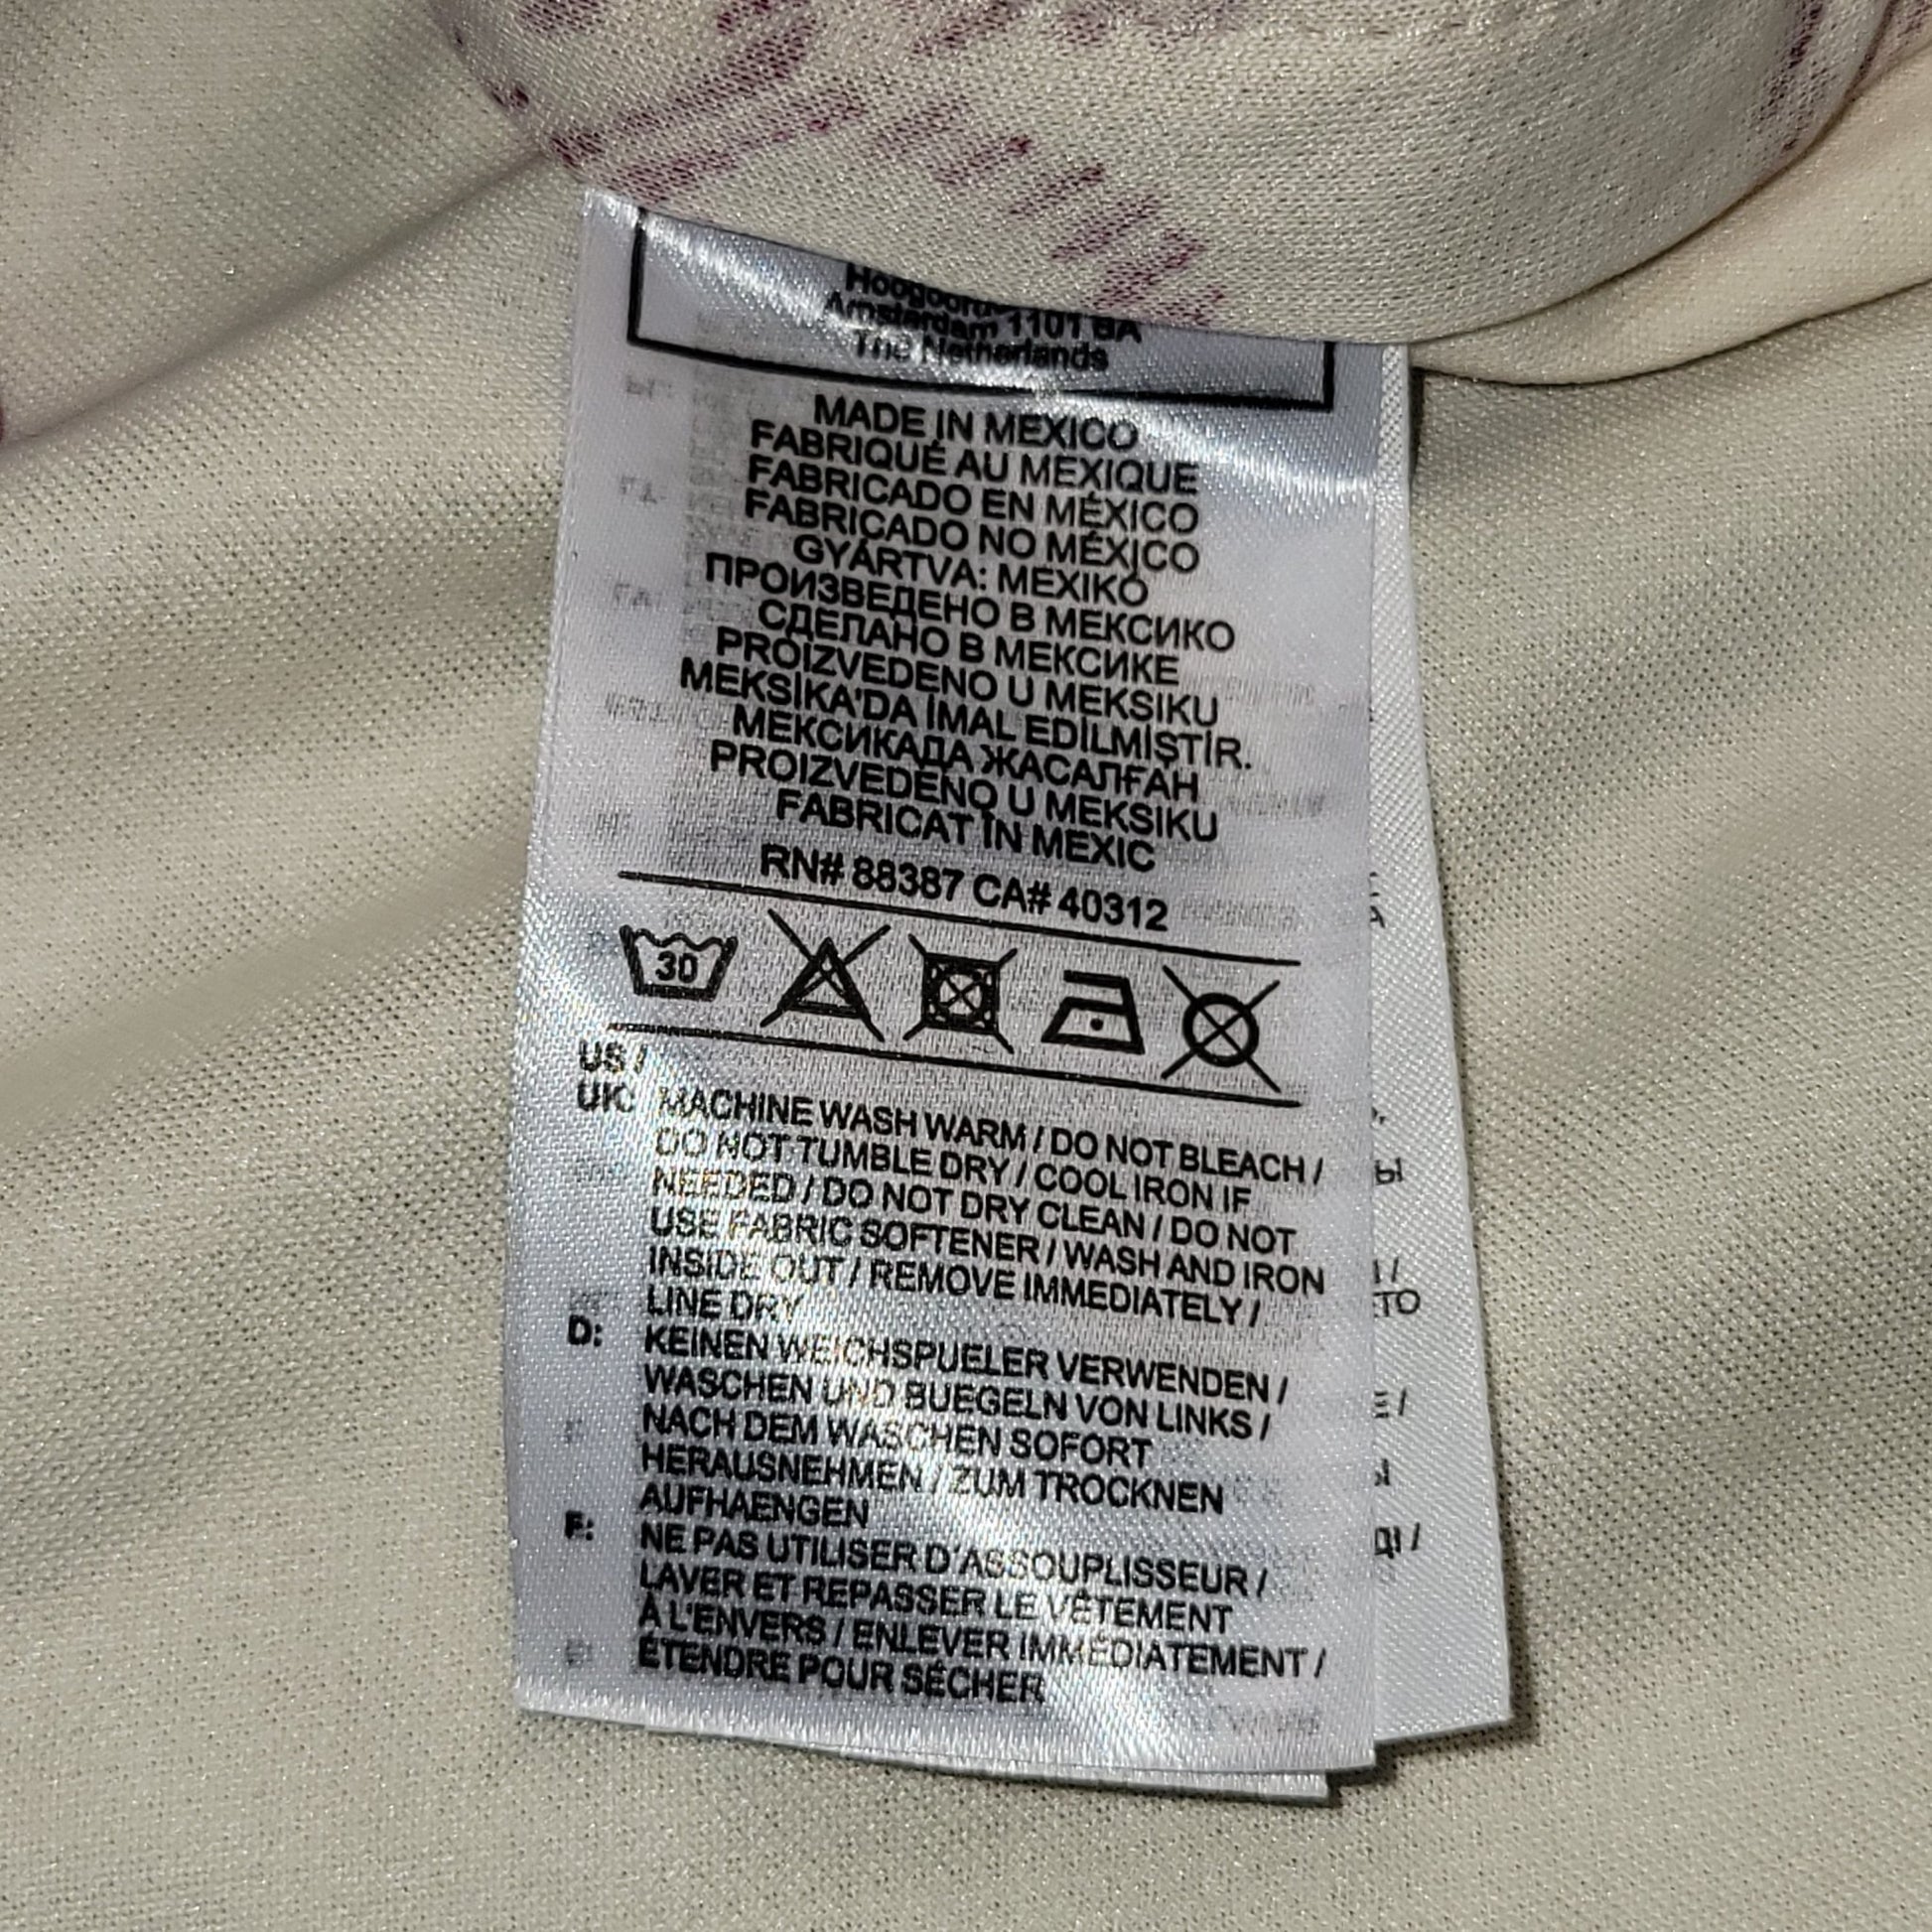 Amsterdam 1101 BA
The Netherlands
MADE IN MEXICO
FABRIQUÉ AU MEXIQUE
FABRICADO EN MÉXICO
FABRICADO NO MÉXICO
GYÁRTVA: MEXIKÓ
ПРОИЗВЕДЕНО В МЕКСИКО
СДЕЛАНО В МЕКСИКЕ
PROIZVEDENO U MEKSIKU
MEKSİKA'DA İMAL EDİLMİŞTİR.
МЕКСИКАДА ЖАСАЛҒАН
PROIZVEDENO U MEKSIKU
FABRICAT ÎN MEXIC
RN# 88387 CA# 40312
30
US /
UK: MACHINE WASH WARM / DO NOT BLEACH /
DO NOT TUMBLE DRY / COOL IRON IF
NEEDED / DO NOT DRY CLEAN / DO NOT
USE FABRIC SOFTENER / WASH AND IRON
INSIDE OUT / REMOVE IMMEDIATELY /
LINE DRY
D: KEINEN WEICHSPUELER VERWENDEN /
WASCHEN UND BUEGELN VON LINKS /
NACH DEM WASCHEN SOFORT
HERAUSNEHMEN / ZUM TROCKNEN
AUFHAENGEN
F: NE PAS UTILISER D'ASSOUPLISSEUR /
LAVER ET REPASSER LE VÊTEMENT
À L'ENVERS / ENLEVER IMMÉDIATEMENT /
ÉTENDRE POUR SÉCHER